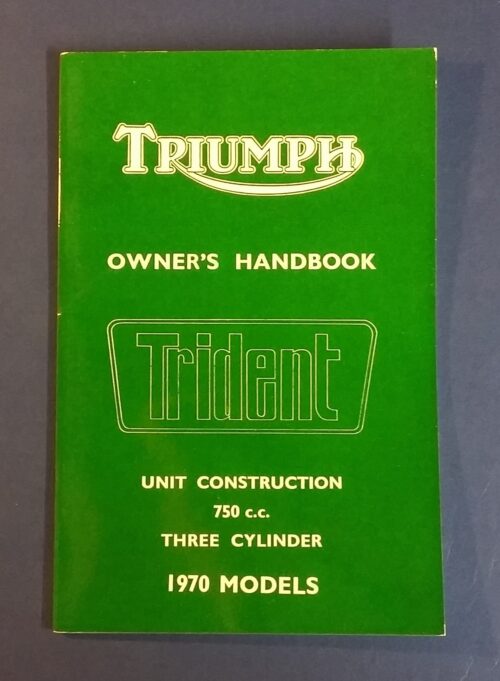 TRIUMPH
OWNER'S HANDBOOK
Trident
UNIT CONSTRUCTION
750 c.c.
THREE CYLINDER
1970 MODELS